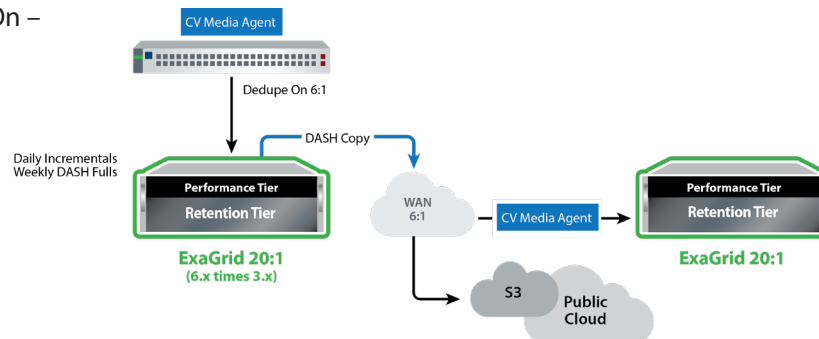 On –
CV Media Agent
Dedupe On 6:1
DASH Copy
Daily Incrementals
Weekly DASH Fulls
Performance Tier
Retention Tier
ExaGrid 20:1
(6.x times 3.x)
WAN
6:1
CV Media Agent
Performance Tier
Retention Tier
ExaGrid 20:1
S3
Public
Cloud